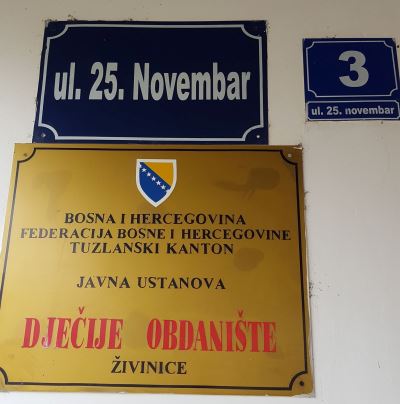 ul. 25. Novembar
3
ul. 25. novembar
BOSNA I HERCEGOVINA
FEDERACIJA BOSNE I HERCEGOVINE
TUZLANSKI KANTON
JAVNA USTANOVA
DJEČIJE OBDANIŠTE
ŽIVINICE